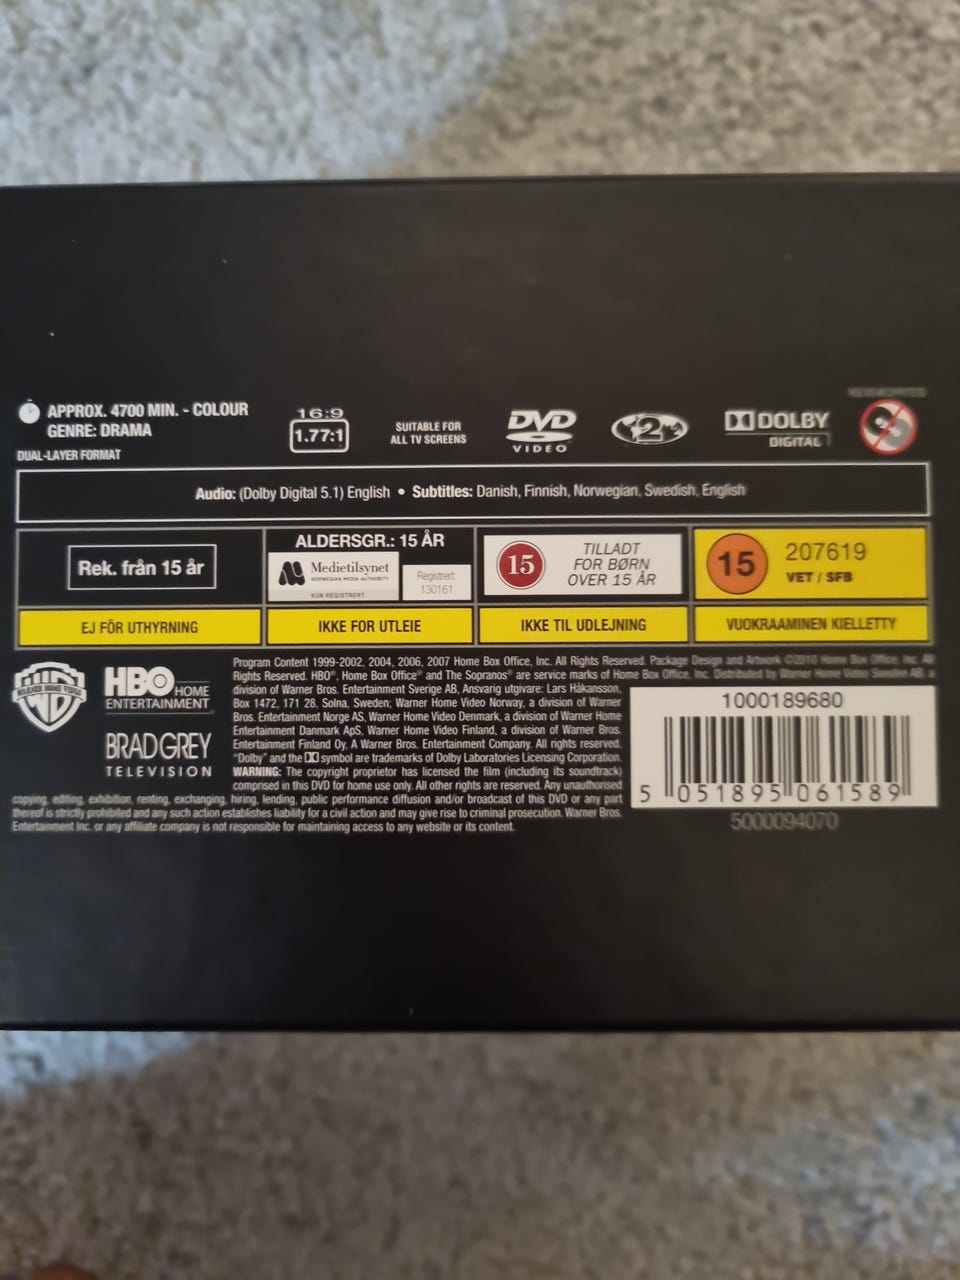 APPROX. 4700 MIN. - COLOUR
GENRE: DRAMA
DUAL-LAYER FORMAT
16:9
1.77:1
SUITABLE FOR
ALL TV SCREENS
DVD
VIDEO
2
DOLBY
DIGITAL
Audio: (Dolby Digital 5.1) English • Subtitles: Danish, Finnish, Norwegian, Swedish, English
Rek. från 15 år
ALDERSGR.: 15 ÅR
Medietilsynet
NORWEGIAN MEDIA AUTHORITY
KUN REGISTRERT
Registrert
130161
15
TILLADT
FOR BØRN
OVER 15 ÅR
15
207619
VET / SFB
EJ FÖR UTHYRNING
IKKE FOR UTLEIE
IKKE TIL UDLEJNING
VUOKRAAMINEN KIELLETTY
WARNER HOME VIDEO
HBO HOME
ENTERTAINMENT
BRAD GREY
TELEVISION
Program Content 1999-2002, 2004, 2006, 2007 Home Box Office, Inc. All Rights Reserved. Package Design and Artwork ©2010 Home Box Office, Inc. All
Rights Reserved. HBO®, Home Box Office® and The Sopranos® are service marks of Home Box Office, Inc. Distributed by Warner Home Video Sweden AB, a
division of Warner Bros. Entertainment Sverige AB, Ansvarig utgivare: Lars Håkansson,
Box 1472, 171 28, Solna, Sweden; Warner Home Video Norway, a division of Warner
Bros. Entertainment Norge AS, Warner Home Video Denmark, a division of Warner Home
Entertainment Danmark ApS, Warner Home Video Finland, a division of Warner Bros.
Entertainment Finland Oy, A Warner Bros. Entertainment Company. All rights reserved.
"Dolby" and the symbol are trademarks of Dolby Laboratories Licensing Corporation.
WARNING: The copyright proprietor has licensed the film (including its soundtrack)
comprised in this DVD for home use only. All other rights are reserved. Any unauthorised
copying, editing, exhibition, renting, exchanging, hiring, lending, public performance diffusion and/or broadcast of this DVD or any part
thereof is strictly prohibited and any such action establishes liability for a civil action and may give rise to criminal prosecution. Warner Bros.
Entertainment Inc. or any affiliate company is not responsible for maintaining access to any website or its content.
1000189680
5 051895 061589
5000094070